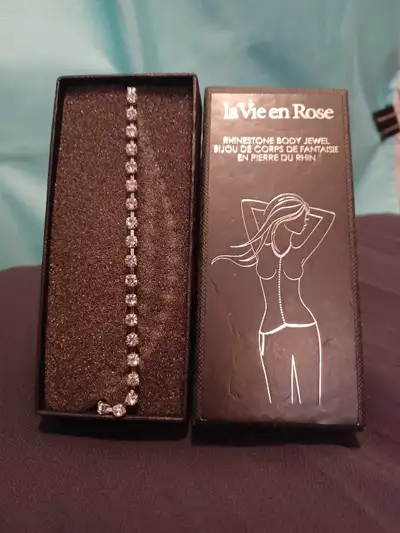 la Vie en Rose
RHINESTONE BODY JEWEL
BIJOU DE CORPS DE FANTAISIE
EN PIERRE DU RHIN